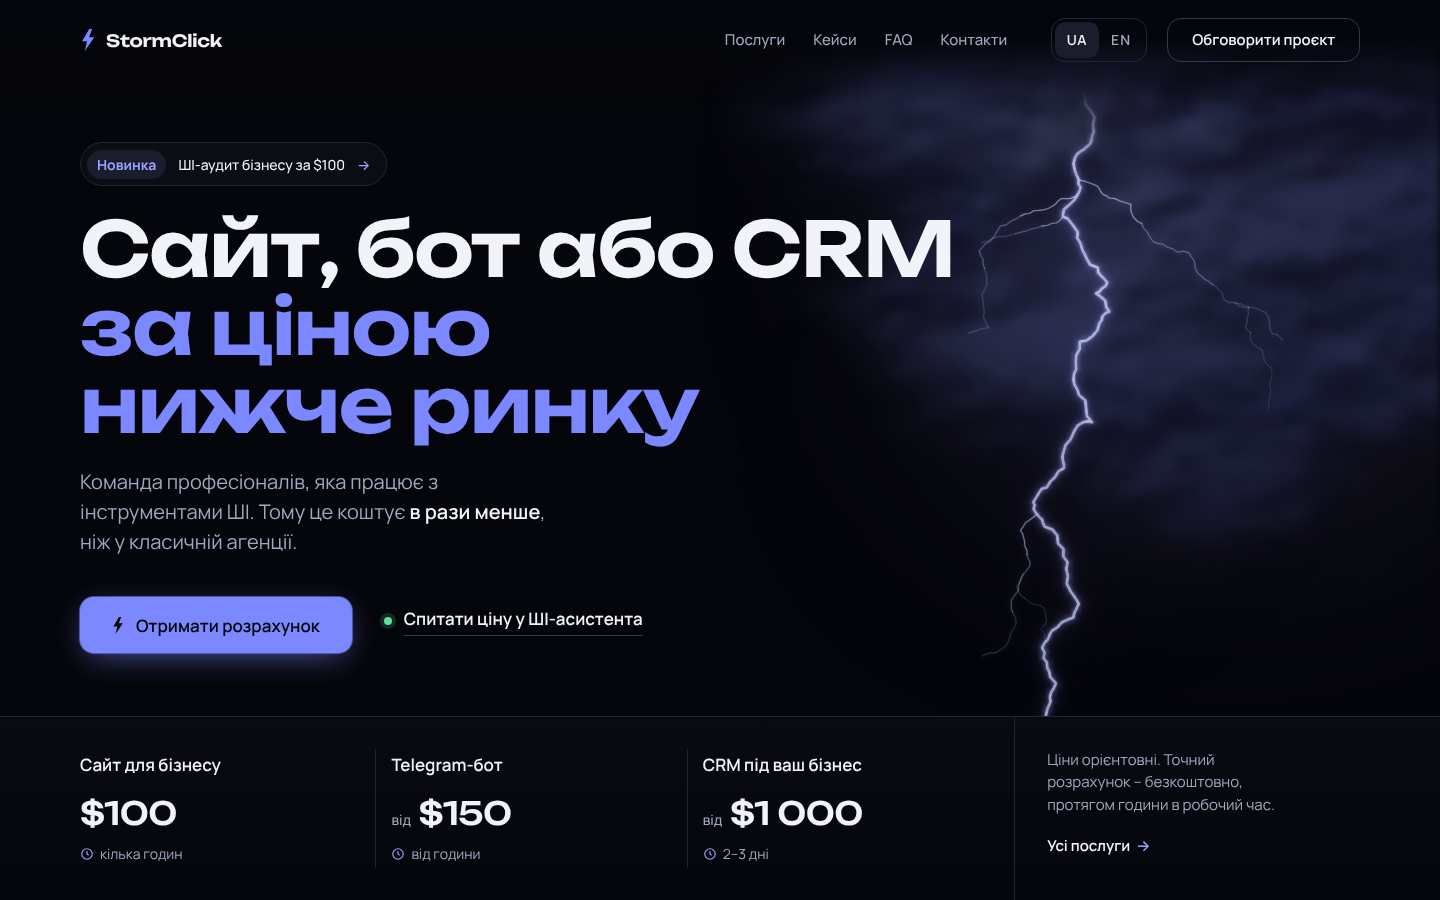 StormClick
Послуги
Кейси
FAQ
Контакти
UA
EN
Обговорити проєкт
Новинка
ШІ-аудит бізнесу за $100 →
Сайт, бот або CRM
за ціною
нижче ринку
Команда професіоналів, яка працює з
інструментами ШІ. Тому це коштує в рази менше,
ніж у класичній агенції.
Отримати розрахунок
Спитати ціну у ШІ-асистента
Сайт для бізнесу
$100
кілька годин
Telegram-бот
від $150
від години
CRM під ваш бізнес
від $1 000
2–3 дні
Ціни орієнтовні. Точний
розрахунок – безкоштовно,
протягом години в робочий час.
Усі послуги →